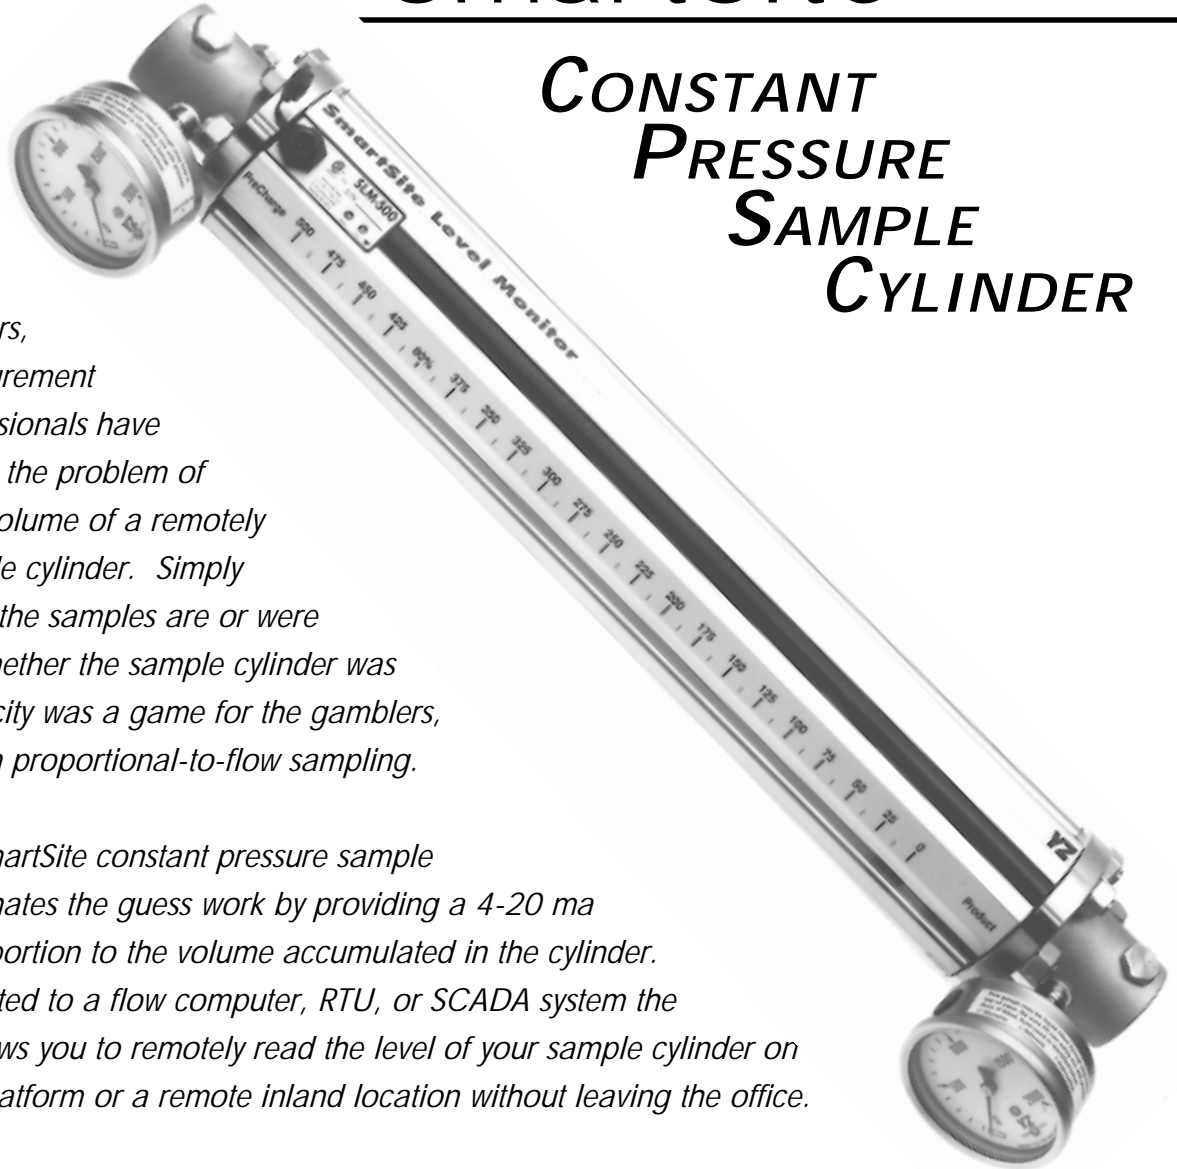 CONSTANT
PRESSURE
SAMPLE
CYLINDER
SmartSite Level Monitor
SLM-500
PreCharge
500
475
450
425
80%
375
350
325
300
275
250
225
200
175
150
125
100
75
50
25
0
Product
YZ
rs,
urement
sionals have
the problem of
olume of a remotely
le cylinder. Simply
the samples are or were
hether the sample cylinder was
city was a game for the gamblers,
n proportional-to-flow sampling.
martSite constant pressure sample
nates the guess work by providing a 4-20 ma
portion to the volume accumulated in the cylinder.
ted to a flow computer, RTU, or SCADA system the
ws you to remotely read the level of your sample cylinder on
atform or a remote inland location without leaving the office.